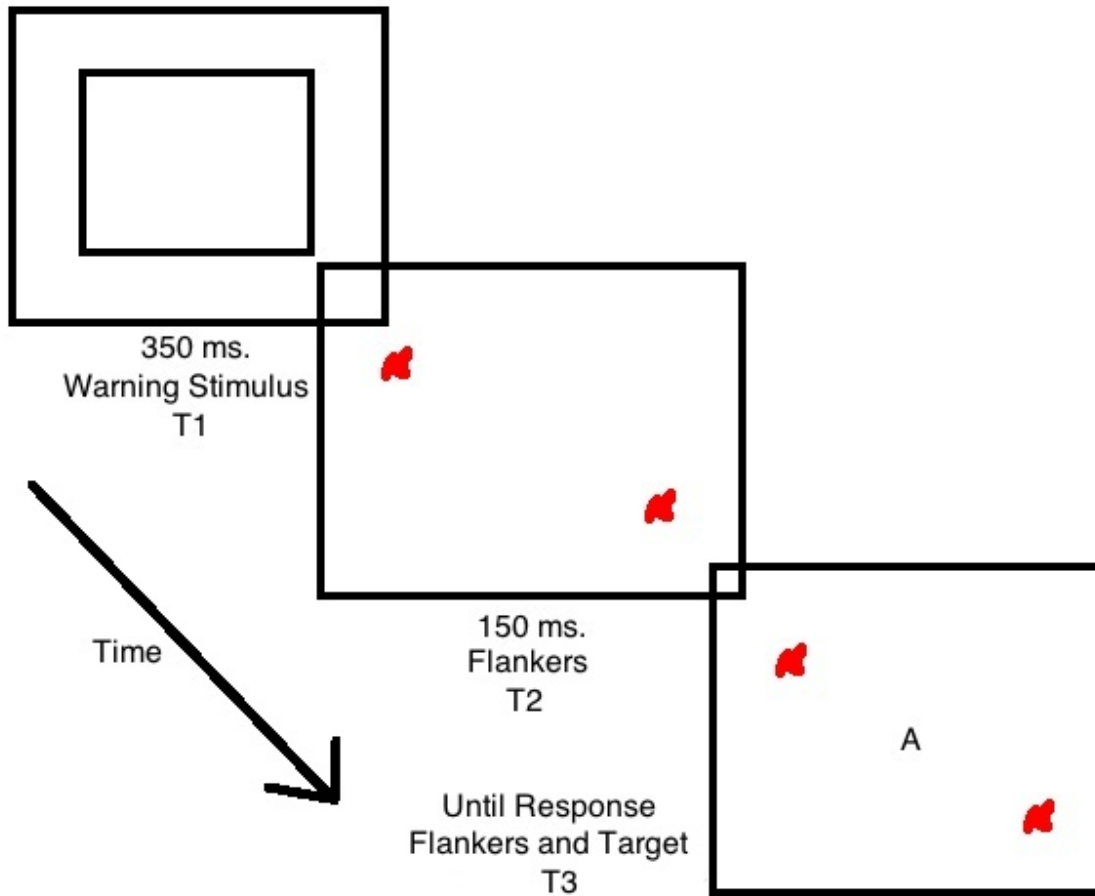 350 ms.
Warning Stimulus
T1
150 ms.
Flankers
T2
Time
A
Until Response
Flankers and Target
T3